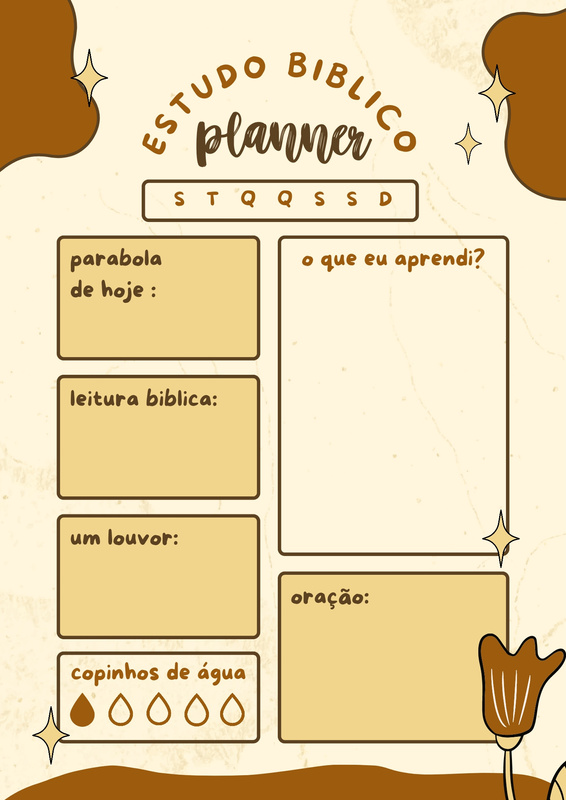 ESTUDO BIBLICO
planner
S T Q Q S S D
parabola
de hoje :
o que eu aprendi?
leitura biblica:
um louvor:
oração:
copinhos de água